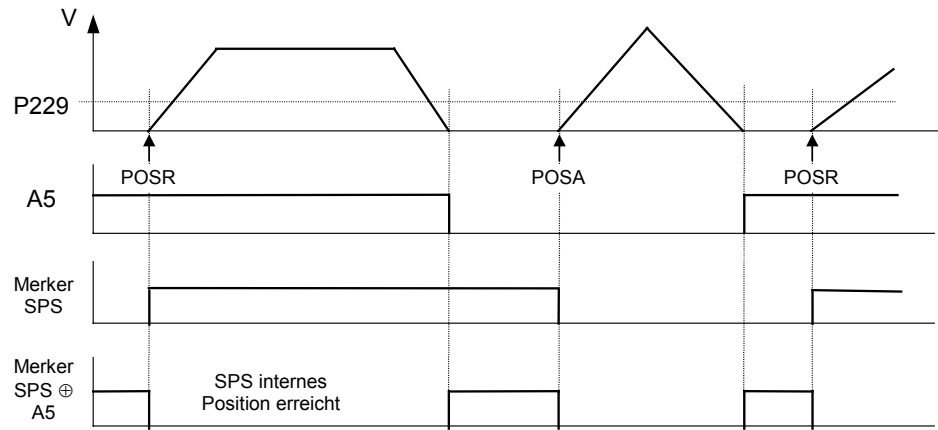 V
P229
POSR
POSA
POSR
A5
Merker
SPS
Merker
SPS ⊕
A5
SPS internes
Position erreicht